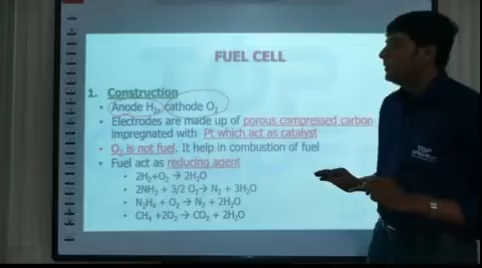 FUEL CELL
1. Construction
• Anode H₂, cathode O₂
• Electrodes are made up of porous compressed carbon
impregnated with Pt which act as catalyst
• O₂ is not fuel. It help in combustion of fuel
• Fuel act as reducing agent
• 2H₂+O₂ → 2H₂O
• 2NH₃ + 3/2 O₂→ N₂ + 3H₂O
• N₂H₄ + O₂ → N₂ + 2H₂O
• CH₄ +2O₂ → CO₂ + 2H₂O
TOP